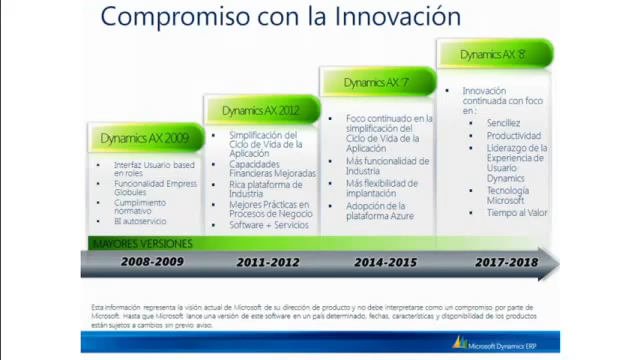 Compromiso con la Innovación
Dynamics AX 2009
Interfaz Usuario based
en roles
Funcionalidad Empress
Globules
Cumplimiento
normativo
BI autoservicio
Dynamics AX 2012
Simplificación del
Ciclo de Vida de la
Aplicación
Capacidades
Financieras Mejoradas
Rica plataforma de
Industria
Mejores Prácticas en
Procesos de Negocio
Software + Servicios
Dynamics AX '7'
Foco continuado en la
simplificación del
Ciclo de Vida de la
Aplicación
Más funcionalidad de
Industria
Más flexibilidad de
implantación
Adopción de la
plataforma Azure
Dynamics AX '8'
Innovación
continuada con foco
en :
Sencillez
Productividad
Liderazgo de la
Experiencia de
Usuario
Dynamics
Tecnología
Microsoft
Tiempo al Valor
MAYORES VERSIONES
2008-2009 2011-2012 2014-2015 2017-2018
Esta información representa la visión actual de Microsoft de su dirección de producto y no debe interpretarse como un compromiso por parte de
Microsoft. Hasta que Microsoft lance una versión de este software en un país determinado, fechas, características y disponibilidad de los productos
están sujetos a cambios sin previo aviso.
Microsoft Dynamics ERP